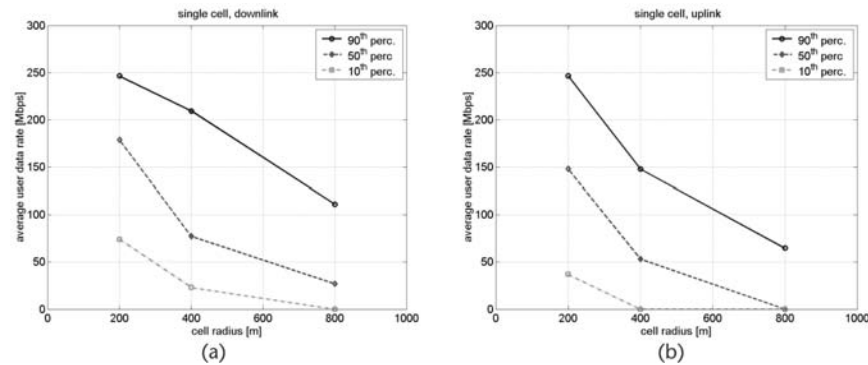 single cell, downlink
300
250
200
150
100
50
0
0 200 400 600 800 1000
average user data rate [Mbps]
cell radius [m]
90th perc.
50th perc
10th perc.
(a)
single cell, uplink
300
250
200
150
100
50
0
0 200 400 600 800 1000
average user data rate [Mbps]
cell radius [m]
90th perc.
50th perc.
10th perc.
(b)